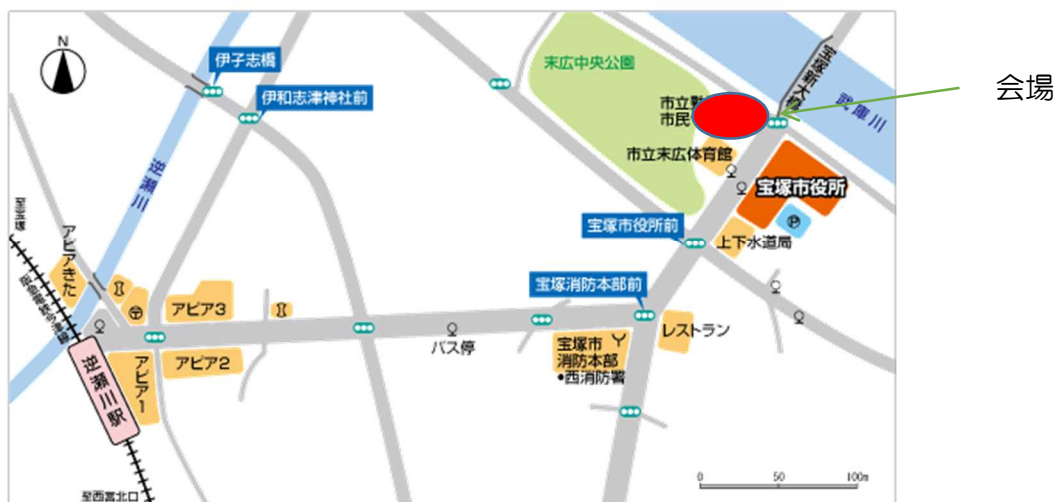 N
伊子志橋
伊和志津神社前
末広中央公園
宝塚新大橋
会場
武庫川
市立勤
市民
市立末広体育館
逆瀬川
宝塚市役所
宝塚市役所前
上下水道局
至宝塚
アピアきた
阪急電鉄今津線
宝塚消防本部前
アピア3
レストラン
バス停
宝塚市
消防本部
•西消防署
アピア2
アピア1
逆瀬川駅
至西宮北口
0 50 100m